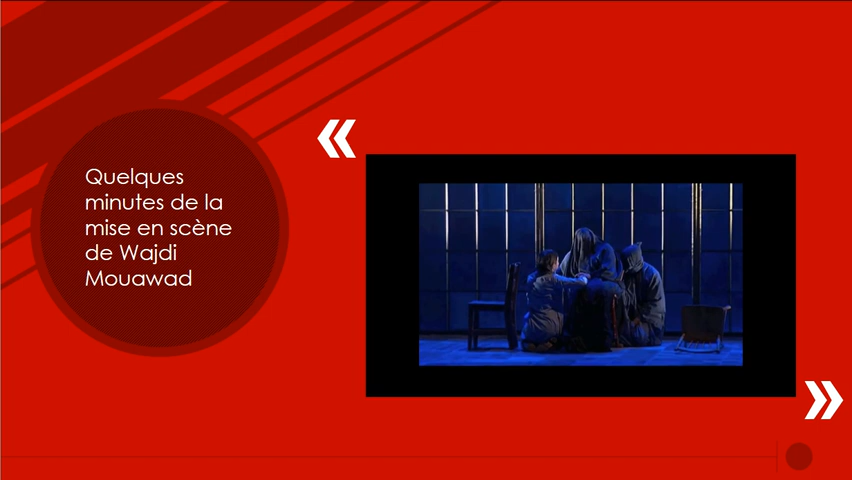 Quelques
minutes de la
mise en scène
de Wajdi
Mouawad